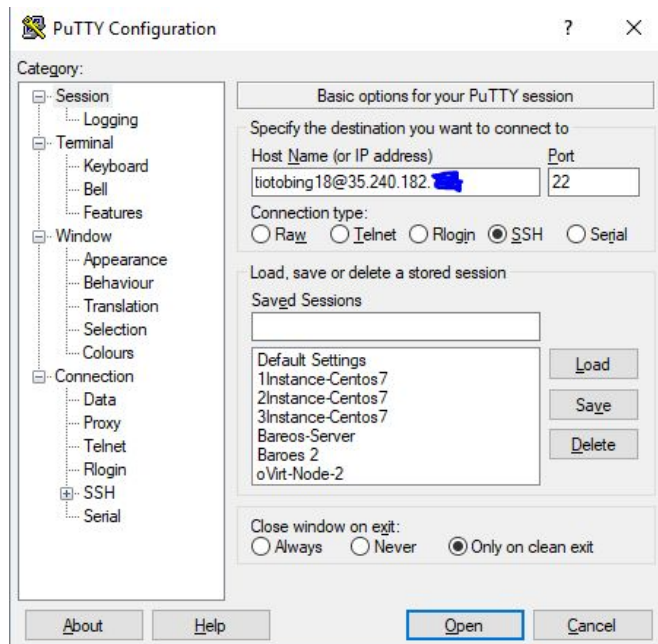 PuTTY Configuration ? ×
Category:
Session
Logging
Terminal
Keyboard
Bell
Features
Window
Appearance
Behaviour
Translation
Selection
Colours
Connection
Data
Proxy
Telnet
Rlogin
SSH
Serial
Basic options for your PuTTY session
Specify the destination you want to connect to
Host Name (or IP address) Port
tiotobing18@35.240.182. 22
Connection type:
Raw Telnet Rlogin SSH Serial
Load, save or delete a stored session
Saved Sessions
Default Settings
1Instance-Centos7
2Instance-Centos7
3Instance-Centos7
Bareos-Server
Baroes 2
oVirt-Node-2
Load
Save
Delete
Close window on exit:
Always Never Only on clean exit
About Help Open Cancel